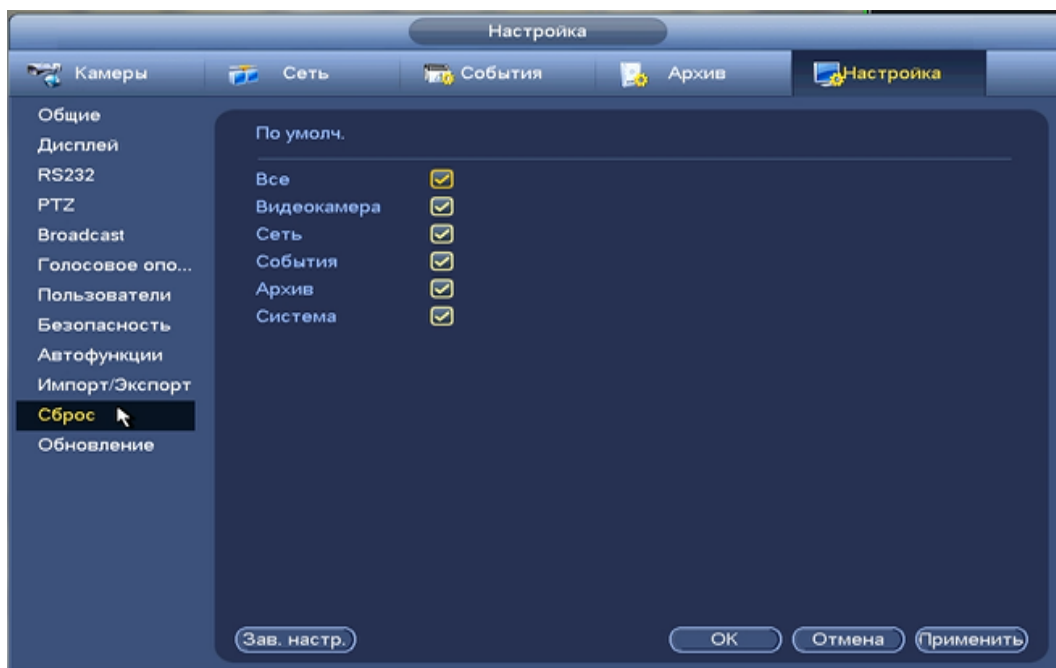 Настройка
Камеры Сеть События Архив Настройка
Общие
Дисплей
RS232
PTZ
Broadcast
Голосовое опо...
Пользователи
Безопасность
Автофункции
Импорт/Экспорт
Сброс
Обновление
По умолч.
Все
Видеокамера
Сеть
События
Архив
Система
Зав. настр. OK Отмена Применить